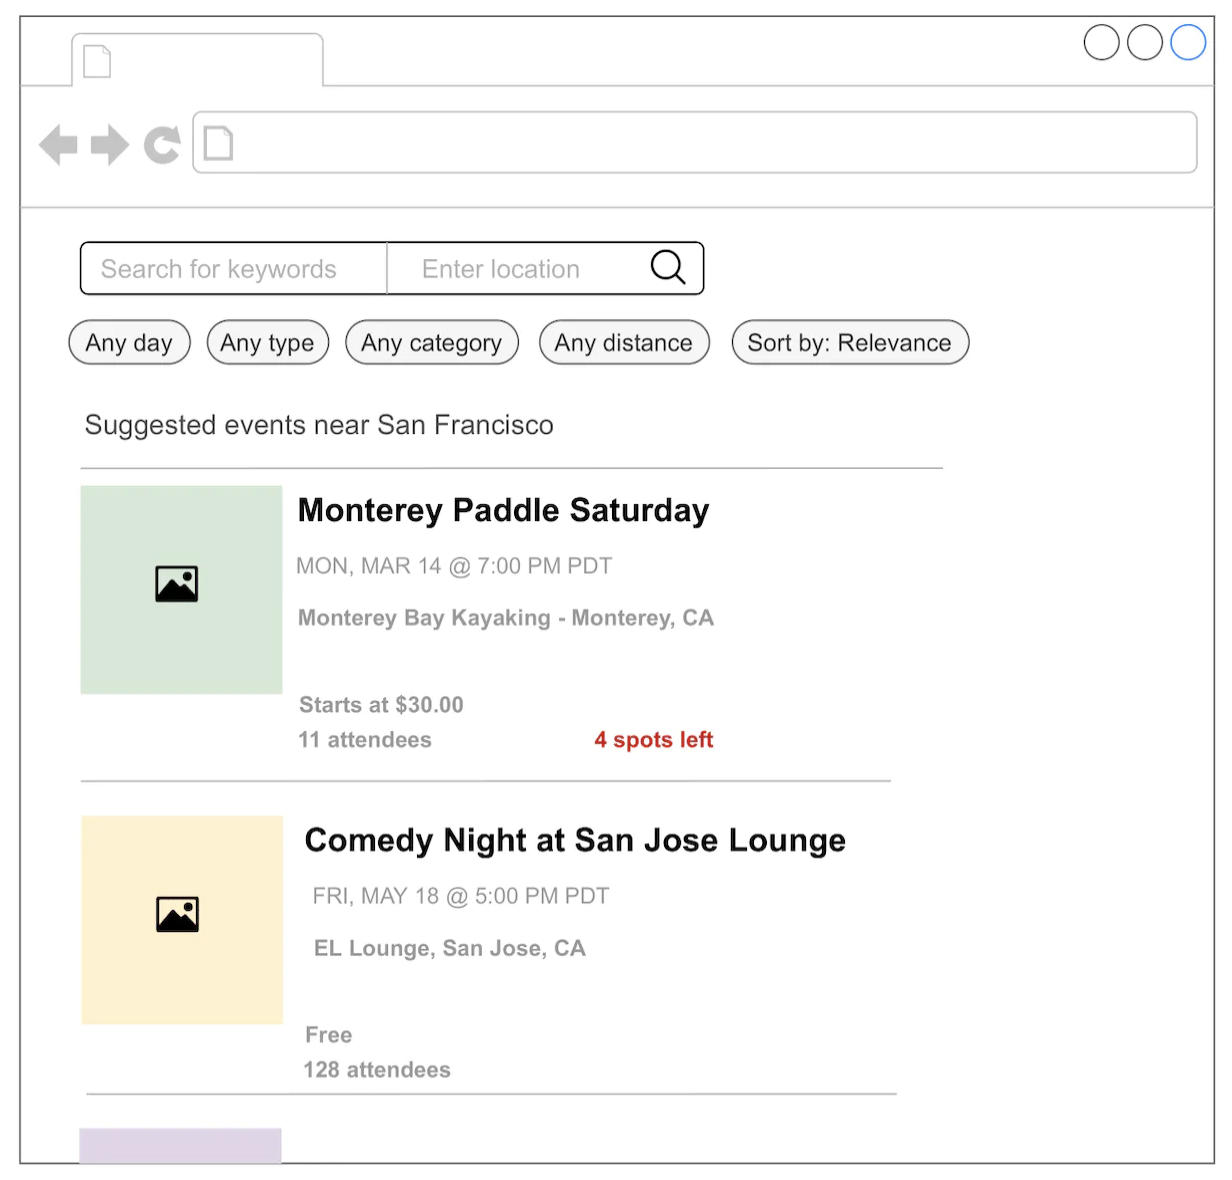 Search for keywords Enter location
Any day Any type Any category Any distance Sort by: Relevance
Suggested events near San Francisco
Monterey Paddle Saturday
MON, MAR 14 @ 7:00 PM PDT
Monterey Bay Kayaking - Monterey, CA
Starts at $30.00
11 attendees 4 spots left
Comedy Night at San Jose Lounge
FRI, MAY 18 @ 5:00 PM PDT
EL Lounge, San Jose, CA
Free
128 attendees